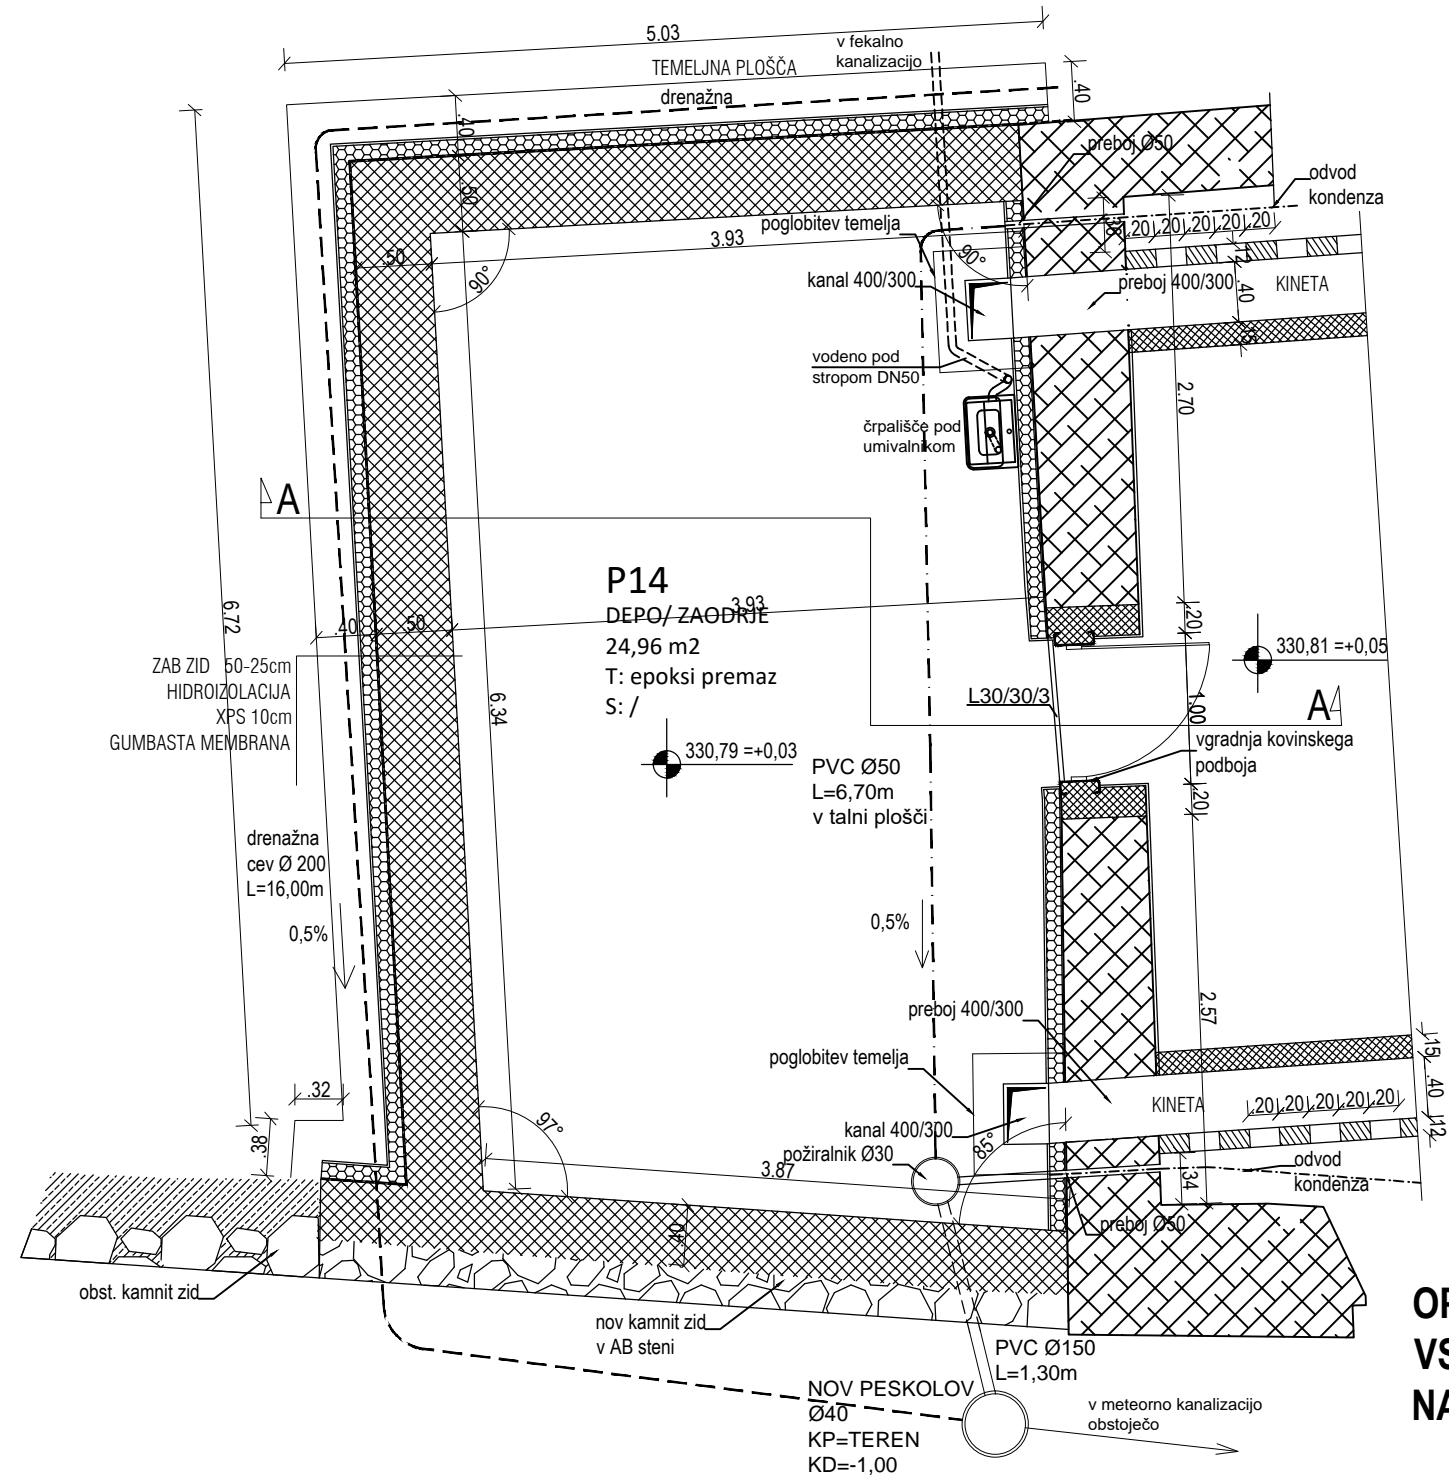 5.03
v fekalno
kanalizacijo
TEMELJNA PLOŠČA
drenažna
.40
.40
preboj Ø50
odvod
kondenza
.50
poglobitev temelja
3.93
.20 .20 .20 .20 .20
.50
90°
90°
kanal 400/300
preboj 400/300
.40
KINETA
12
15
vodeno pod
stropom DN50
2.70
črpališče pod
umivalnikom
A
P14
DEPO/ ZAODRJE
24,96 m2
T: epoksi premaz
S: /
3.93
6.72
.40
.50
.20
330,81 =+0,05
ZAB ZID 50-25cm
HIDROIZOLACIJA
XPS 10cm
GUMBASTA MEMBRANA
6.34
L30/30/3
1.00
A
330,79 =+0,03
vgradnja kovinskega
podboja
PVC Ø50
L=6,70m
v talni plošči
.20
drenažna
cev Ø 200
L=16,00m
0,5%
0,5%
2.57
preboj 400/300
poglobitev temelja
.15
.40
.12
.32
.38
97°
KINETA
.20 .20 .20 .20 .20
kanal 400/300
85°
požiralnik Ø30
3.87
.34
odvod
kondenza
preboj Ø50
.40
obst. kamnit zid
nov kamnit zid
v AB steni
PVC Ø150
L=1,30m
NOV PESKOLOV
Ø40
KP=TEREN
KD=-1,00
v meteorno kanalizacijo
obstoječo
VS
NA